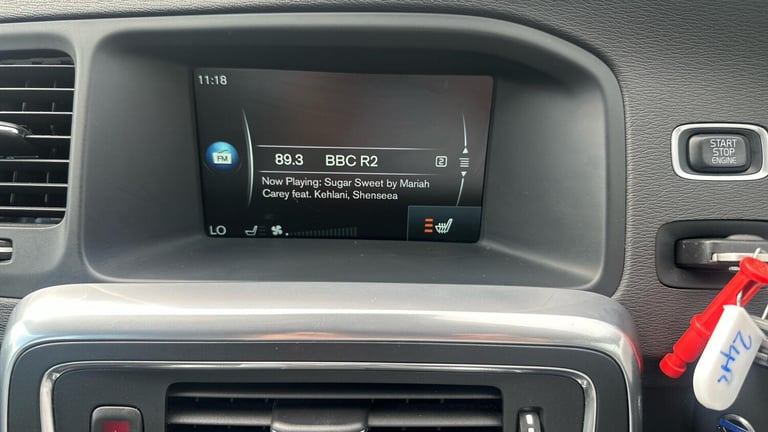 11:18
FM
89.3 BBC R2 2
Now Playing: Sugar Sweet by Mariah
Carey feat. Kehlani, Shenseea
LO
START
STOP
ENGINE